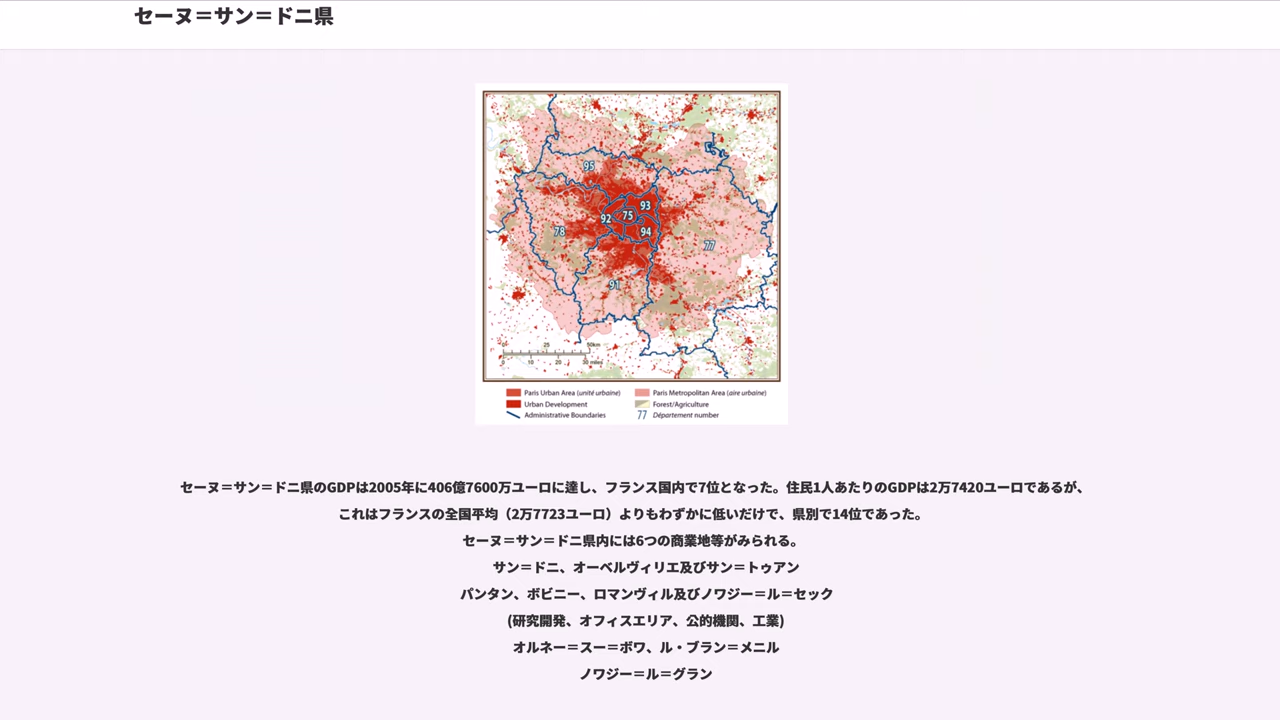 セーヌ＝サン＝ドニ県
95
93
92
75
78
94
77
91
0 25 50km
0 10 20 30 miles
Paris Urban Area (unité urbaine)
Paris Metropolitan Area (aire urbaine)
Urban Development
Forest/Agriculture
Administrative Boundaries
77 Département number
セーヌ＝サン＝ドニ県のGDPは2005年に406億7600万ユーロに達し、フランス国内で7位となった。住民1人あたりのGDPは2万7420ユーロであるが、
これはフランスの全国平均（2万7723ユーロ）よりもわずかに低いだけで、県別で14位であった。
セーヌ＝サン＝ドニ県内には6つの商業地等がみられる。
サン＝ドニ、オーベルヴィリエ及びサン＝トゥアン
パンタン、ボビニー、ロマンヴィル及びノワジー＝ル＝セック
(研究開発、オフィスエリア、公的機関、工業)
オルネー＝スー＝ボワ、ル・ブラン＝メニル
ノワジー＝ル＝グラン